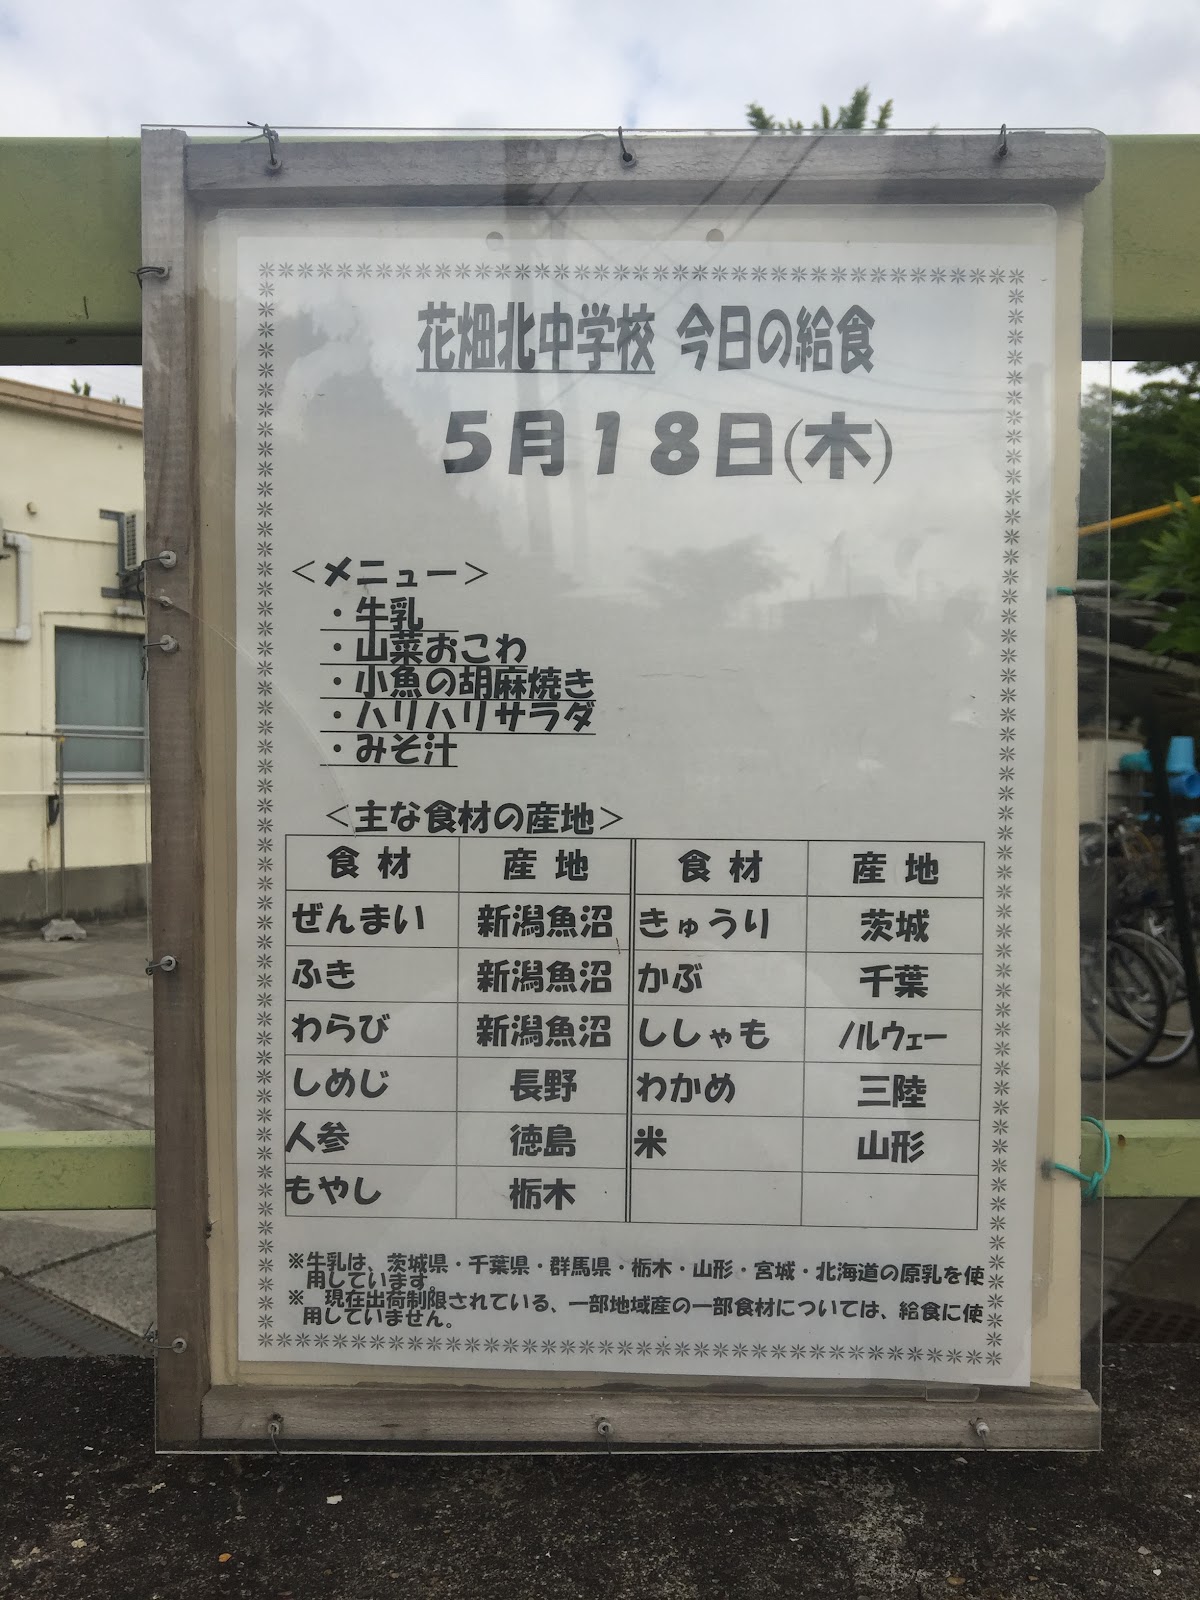 花畑北中学校 今日の給食
５月１８日(木)
＜メニュー＞
・牛乳
・山菜おこわ
・小魚の胡麻焼き
・ハリハリサラダ
・みそ汁
＜主な食材の産地＞
食 材 産 地 食 材 産 地
ぜんまい 新潟魚沼 きゅうり 茨城
ふき 新潟魚沼 かぶ 千葉
わらび 新潟魚沼 ししゃも ﾉﾙｳｪｰ
しめじ 長野 わかめ 三陸
人参 徳島 米 山形
もやし 栃木
※牛乳は、茨城県・千葉県・群馬県・栃木・山形・宮城・北海道の原乳を使
用しています。
※ 現在出荷制限されている、一部地域産の一部食材については、給食に使
用していません。